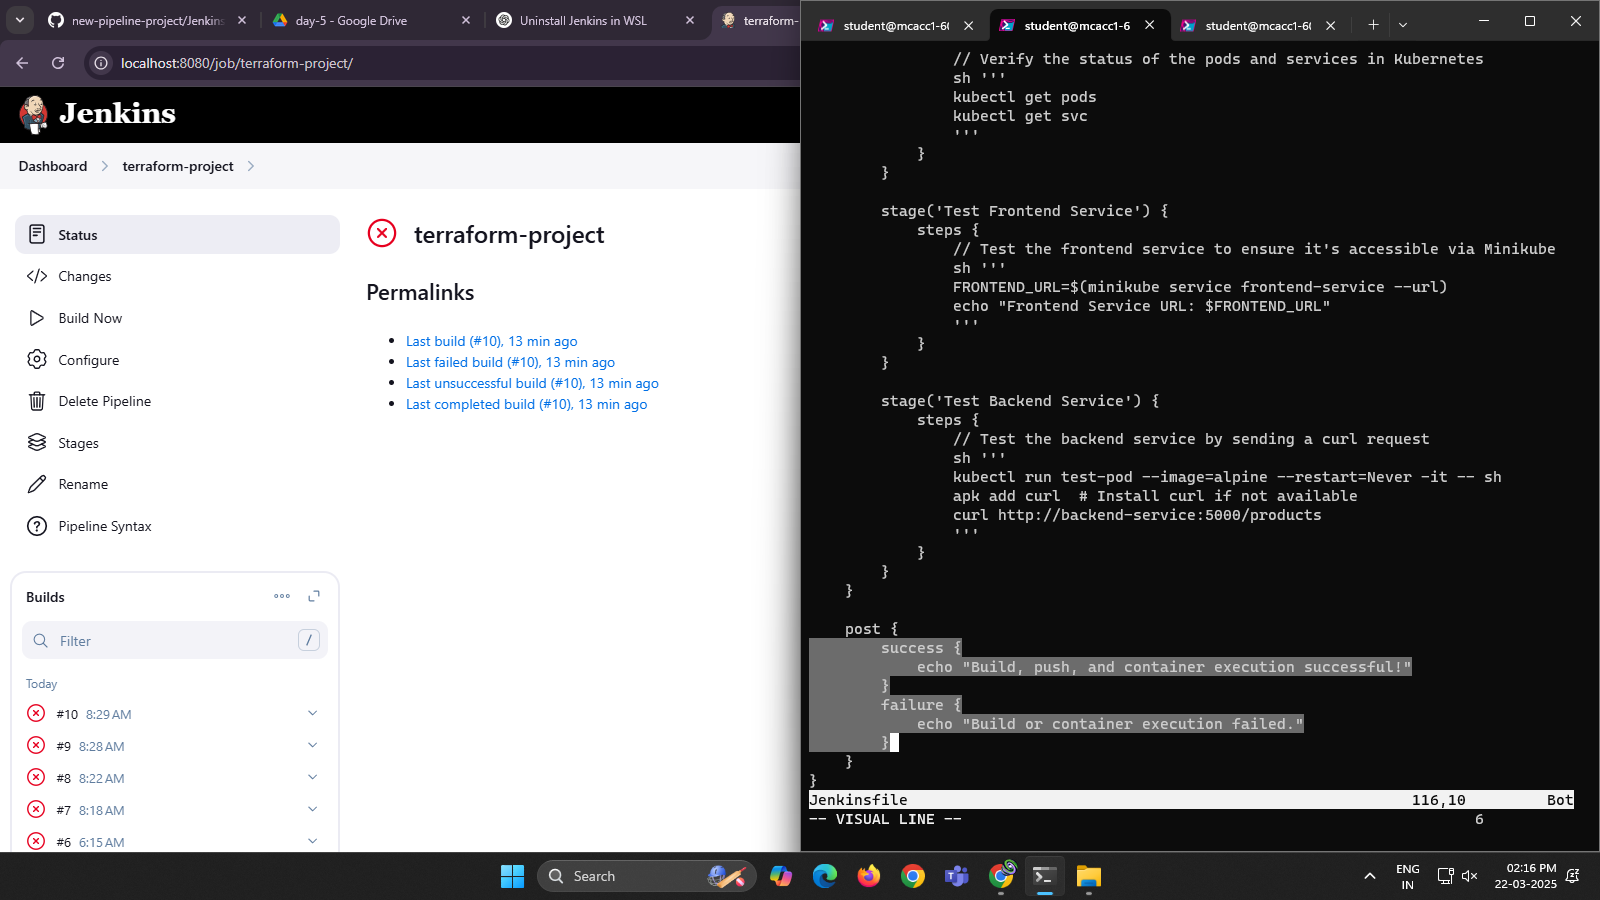 new-pipeline-project/Jenkins
day-5 - Google Drive
Uninstall Jenkins in WSL
terraform-
localhost:8080/job/terraform-project/
Jenkins
Dashboard
terraform-project
Status
Changes
Build Now
Configure
Delete Pipeline
Stages
Rename
Pipeline Syntax
terraform-project
Permalinks
Last build (#10), 13 min ago
Last failed build (#10), 13 min ago
Last unsuccessful build (#10), 13 min ago
Last completed build (#10), 13 min ago
Builds
Filter
/
Today
#10 8:29 AM
#9 8:28 AM
#8 8:22 AM
#7 8:18 AM
#6 6:15 AM
student@mcacc1-60
student@mcacc1-6
student@mcacc1-60
// Verify the status of the pods and services in Kubernetes
sh '''
kubectl get pods
kubectl get svc
'''
}
}
stage('Test Frontend Service') {
steps {
// Test the frontend service to ensure it's accessible via Minikube
sh '''
FRONTEND_URL=$(minikube service frontend-service --url)
echo "Frontend Service URL: $FRONTEND_URL"
'''
}
}
stage('Test Backend Service') {
steps {
// Test the backend service by sending a curl request
sh '''
kubectl run test-pod --image=alpine --restart=Never -it -- sh
apk add curl  # Install curl if not available
curl http://backend-service:5000/products
'''
}
}
}
post {
success {
echo "Build, push, and container execution successful!"
}
failure {
echo "Build or container execution failed."
}
}
}
Jenkinsfile 116,10 Bot
-- VISUAL LINE -- 6
Search
ENG
IN
02:16 PM
22-03-2025